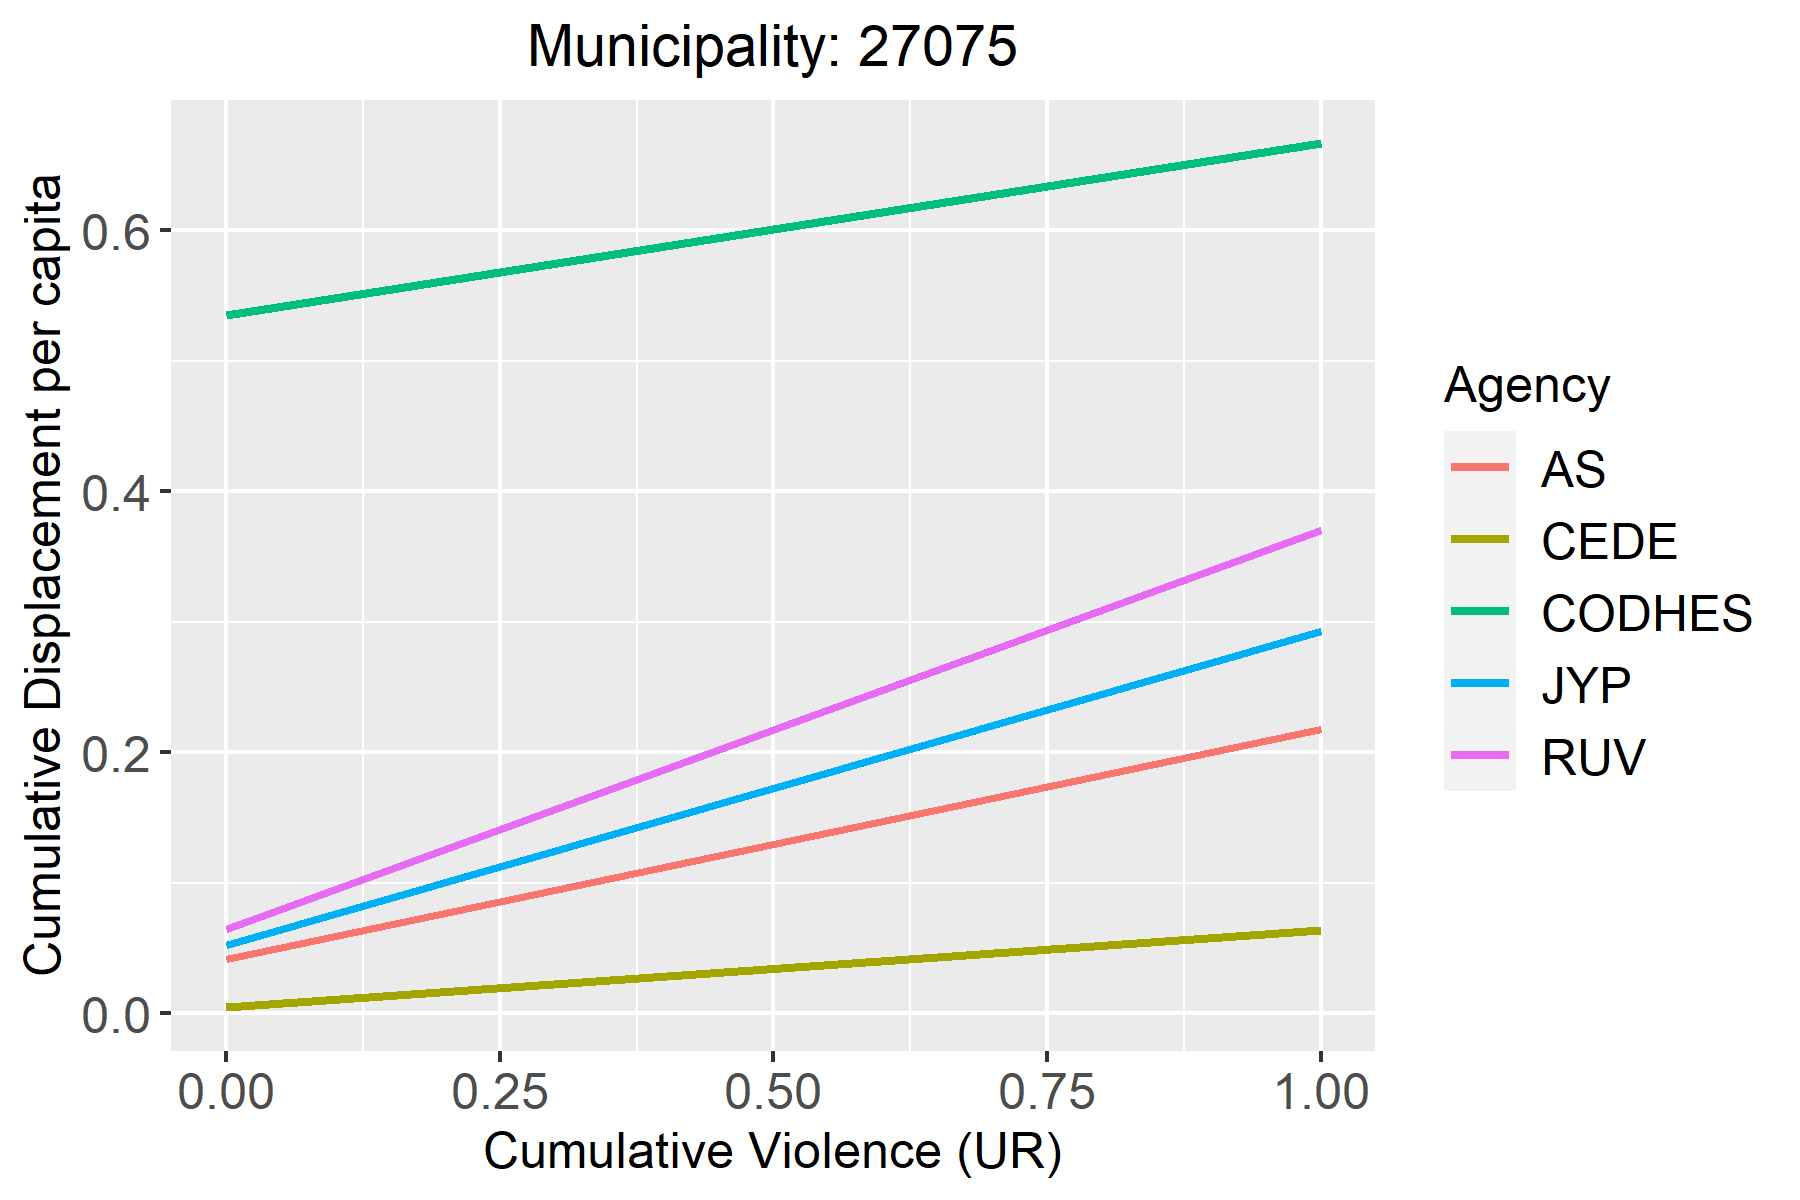 Municipality: 27075
Cumulative Displacement per capita
0.6
0.4
0.2
0.0
0.00 0.25 0.50 0.75 1.00
Cumulative Violence (UR)
Agency
AS
CEDE
CODHES
JYP
RUV